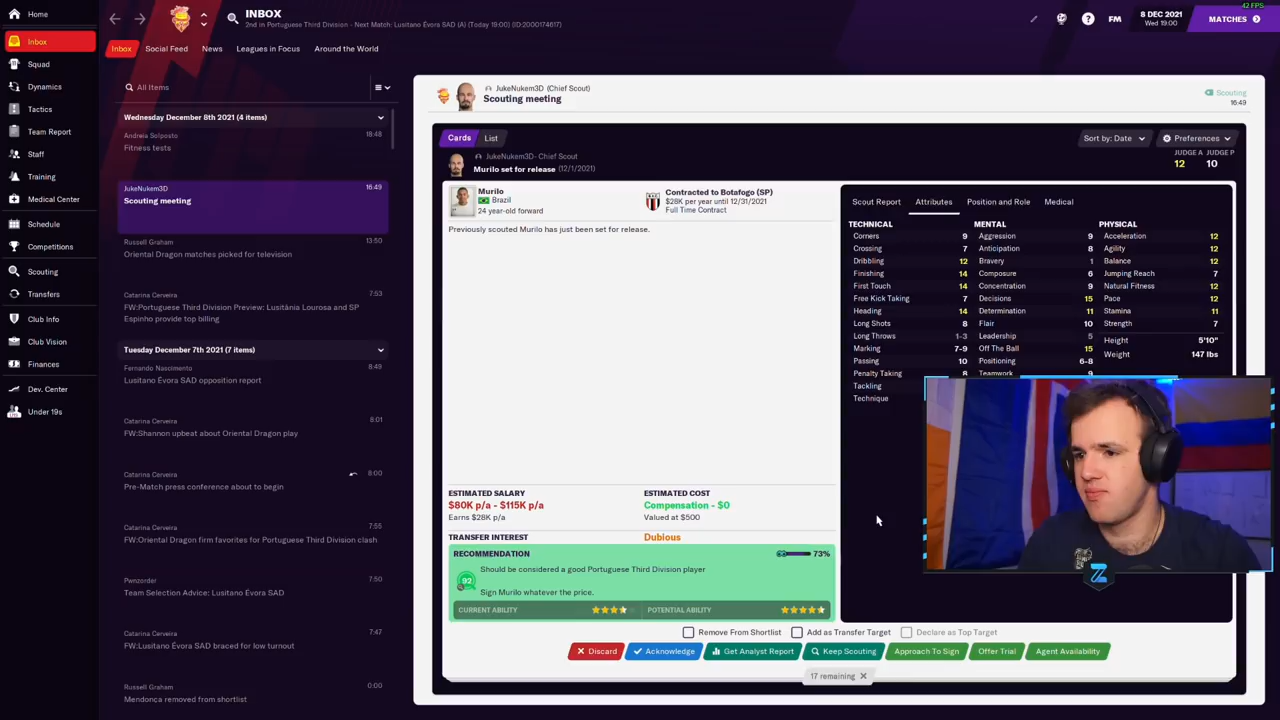 42 FPS
Home
Inbox
Squad
Dynamics
Tactics
Team Report
Staff
Training
Medical Center
Schedule
Competitions
Scouting
Transfers
Club Info
Club Vision
Finances
Dev. Center
Under 19s
INBOX
2nd in Portuguese Third Division - Next Match: Lusitano Évora SAD (A) (Today 19:00) (ID:2000174617)
FM
8 DEC 2021
Wed 19:00
MATCHES
Inbox Social Feed News Leagues in Focus Around the World
All Items
Wednesday December 8th 2021 (4 items)
Andreia Solposto 18:48
Fitness tests
JukeNukem3D 16:49
Scouting meeting
Russell Graham 13:50
Oriental Dragon matches picked for television
Catarina Cerveira 7:53
FW:Portuguese Third Division Preview: Lusitânia Lourosa and SP
Espinho provide top billing
Tuesday December 7th 2021 (7 items)
Fernando Nascimento 8:49
Lusitano Évora SAD opposition report
Catarina Cerveira 8:01
FW:Shannon upbeat about Oriental Dragon play
Catarina Cerveira 8:00
Pre-Match press conference about to begin
Catarina Cerveira 7:55
FW:Oriental Dragon firm favorites for Portuguese Third Division clash
Pwnzorder 7:50
Team Selection Advice: Lusitano Évora SAD
Catarina Cerveira 7:47
FW:Lusitano Évora SAD braced for low turnout
Russell Graham 0:00
Mendonça removed from shortlist
JukeNukem3D (Chief Scout)
Scouting meeting
Scouting
16:49
Cards List
Sort by: Date
Preferences
JukeNukem3D- Chief Scout
Murilo set for release (12/1/2021)
JUDGE A JUDGE P
12 10
Murilo
Brazil
24 year-old forward
Contracted to Botafogo (SP)
$28K per year until 12/31/2021
Full Time Contract
Previously scouted Murilo has just been set for release.
ESTIMATED SALARY
$80K p/a - $115K p/a
Earns $28K p/a
ESTIMATED COST
Compensation - $0
Valued at $500
TRANSFER INTEREST Dubious
RECOMMENDATION 73%
92
Should be considered a good Portuguese Third Division player
Sign Murilo whatever the price.
CURRENT ABILITY POTENTIAL ABILITY
Scout Report Attributes Position and Role Medical
TECHNICAL MENTAL PHYSICAL
Corners 9 Aggression 9 Acceleration 12
Crossing 7 Anticipation 8 Agility 12
Dribbling 12 Bravery 1 Balance 12
Finishing 14 Composure 6 Jumping Reach 7
First Touch 14 Concentration 9 Natural Fitness 12
Free Kick Taking 7 Decisions 15 Pace 12
Heading 14 Determination 11 Stamina 11
Long Shots 8 Flair 10 Strength 7
Long Throws 1-3 Leadership 5 Height 5'10"
Marking 7-9 Off The Ball 15 Weight 147 lbs
Passing 10 Positioning 6-8
Penalty Taking 8 Teamwork 9
Tackling
Technique
Remove From Shortlist Add as Transfer Target Declare as Top Target
Discard Acknowledge Get Analyst Report Keep Scouting Approach To Sign Offer Trial Agent Availability
17 remaining
Z